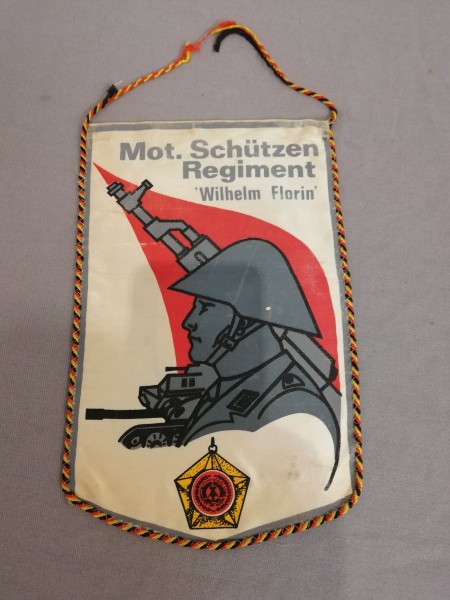 Mot. Schützen
Regiment
'Wilhelm Florin'